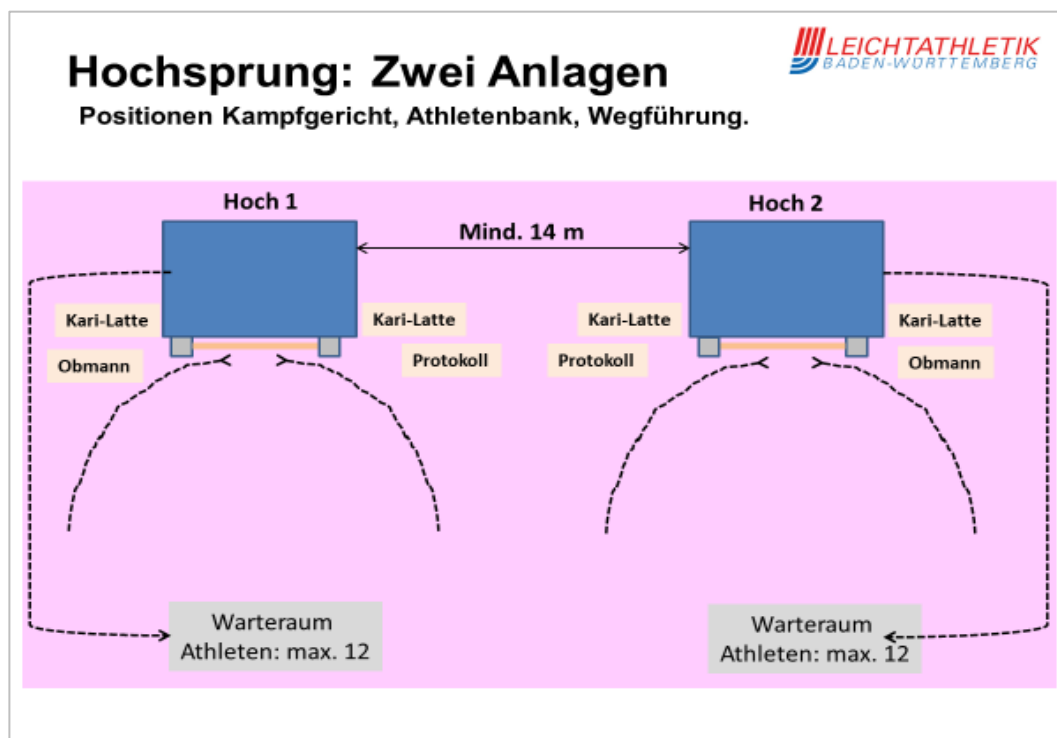 Hochsprung: Zwei Anlagen
LEICHTATHLETIK
BADEN-WÜRTTEMBERG
Positionen Kampfgericht, Athletenbank, Wegführung.
Hoch 1
Hoch 2
Mind. 14 m
Kari-Latte
Kari-Latte
Kari-Latte
Kari-Latte
Obmann
Protokoll
Protokoll
Obmann
Warteraum
Athleten: max. 12
Warteraum
Athleten: max. 12